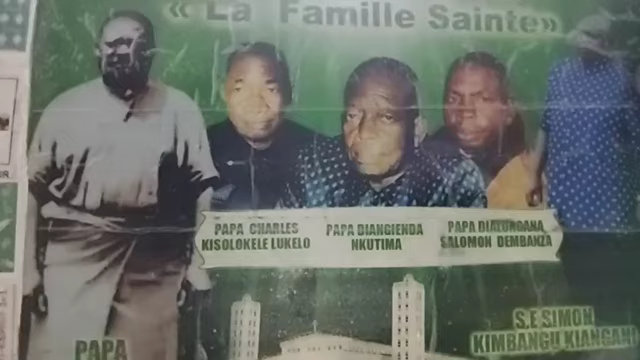 « La Famille Sainte»
PAPA CHARLES
KISOLOKELE LUKELO
PAPA DIANGIENDA
NKUTIMA
PAPA DIALUNGANA
SALOMON DEMBANZA
PAPA
S.E SIMON
KIMBANGU KIANGANI